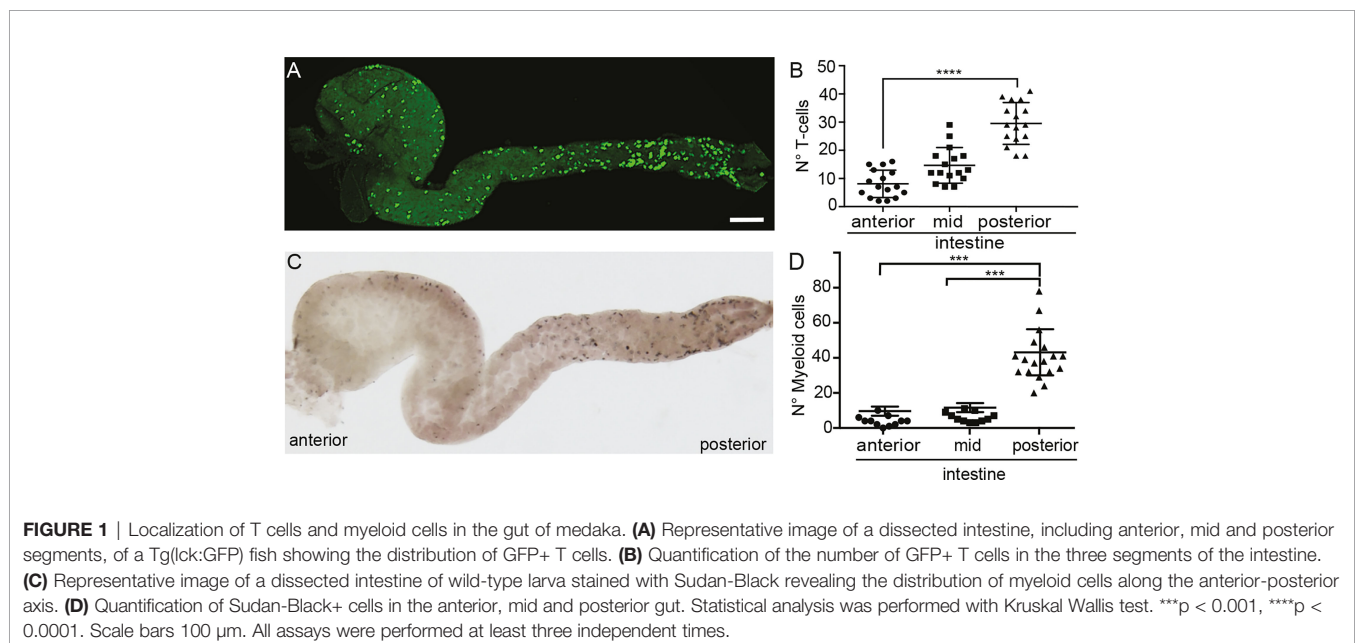 A
B
50
40
30
20
10
0
N° T-cells
****
anterior mid posterior
intestine
C
anterior
posterior
D
80
60
40
20
0
N° Myeloid cells
***
***
anterior mid posterior
intestine
FIGURE 1 | Localization of T cells and myeloid cells in the gut of medaka. (A) Representative image of a dissected intestine, including anterior, mid and posterior
segments, of a Tg(lck:GFP) fish showing the distribution of GFP+ T cells. (B) Quantification of the number of GFP+ T cells in the three segments of the intestine.
(C) Representative image of a dissected intestine of wild-type larva stained with Sudan-Black revealing the distribution of myeloid cells along the anterior-posterior
axis. (D) Quantification of Sudan-Black+ cells in the anterior, mid and posterior gut. Statistical analysis was performed with Kruskal Wallis test. ***p < 0.001, ****p <
0.0001. Scale bars 100 µm. All assays were performed at least three independent times.